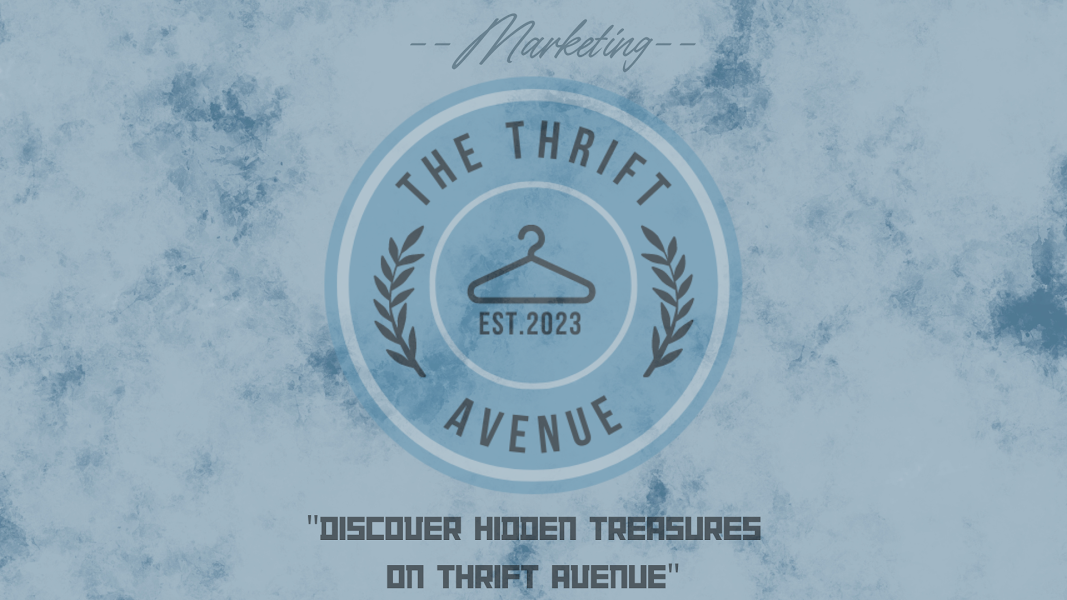 -- Marketing--
THE THRIFT
EST.2023
AVENUE
"DISCOVER HIDDEN TREASURES
ON THRIFT AVENUE"